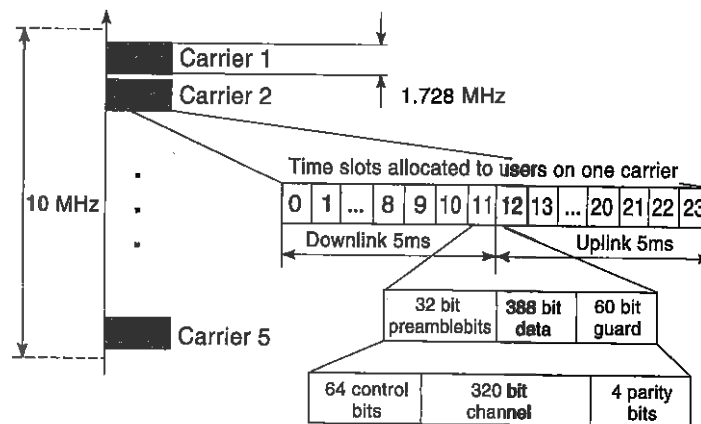 Carrier 1
Carrier 2
1.728 MHz
Time slots allocated to users on one carrier
0 1 ... 8 9 10 11 12 13 ... 20 21 22 23
10 MHz
Downlink 5ms
Uplink 5ms
32 bit
preamblebits
388 bit
data
60 bit
guard
Carrier 5
64 control
bits
320 bit
channel
4 parity
bits